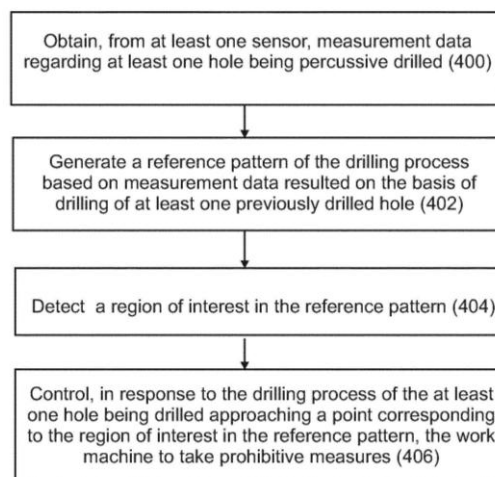 Obtain, from at least one sensor, measurement data
regarding at least one hole being percussive drilled (400)
Generate a reference pattern of the drilling process
based on measurement data resulted on the basis of
drilling of at least one previously drilled hole (402)
Detect a region of interest in the reference pattern (404)
Control, in response to the drilling process of the at least
one hole being drilled approaching a point corresponding
to the region of interest in the reference pattern, the work
machine to take prohibitive measures (406)